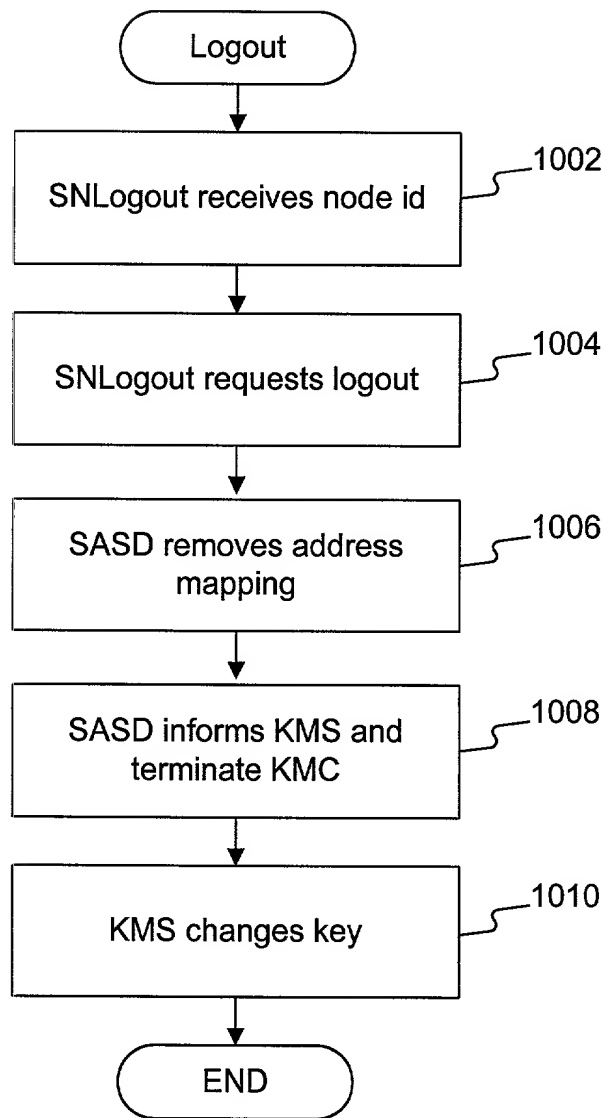 Logout
1002
SNLogout receives node id
1004
SNLogout requests logout
1006
SASD removes address
mapping
1008
SASD informs KMS and
terminate KMC
1010
KMS changes key
END